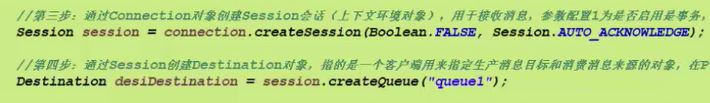 //第三步：通过Connection对象创建Session会话（上下文环境对象），用于接收消息，参数配置1为是否启用是事务，
Session session = connection.createSession(Boolean.FALSE, Session.AUTO_ACKNOWLEDGE);
//第四步：通过Session创建Destination对象，指的是一个客户端用来指定生产消息目标和消费消息来源的对象，在P
Destination desiDestination = session.createQueue("queue1");